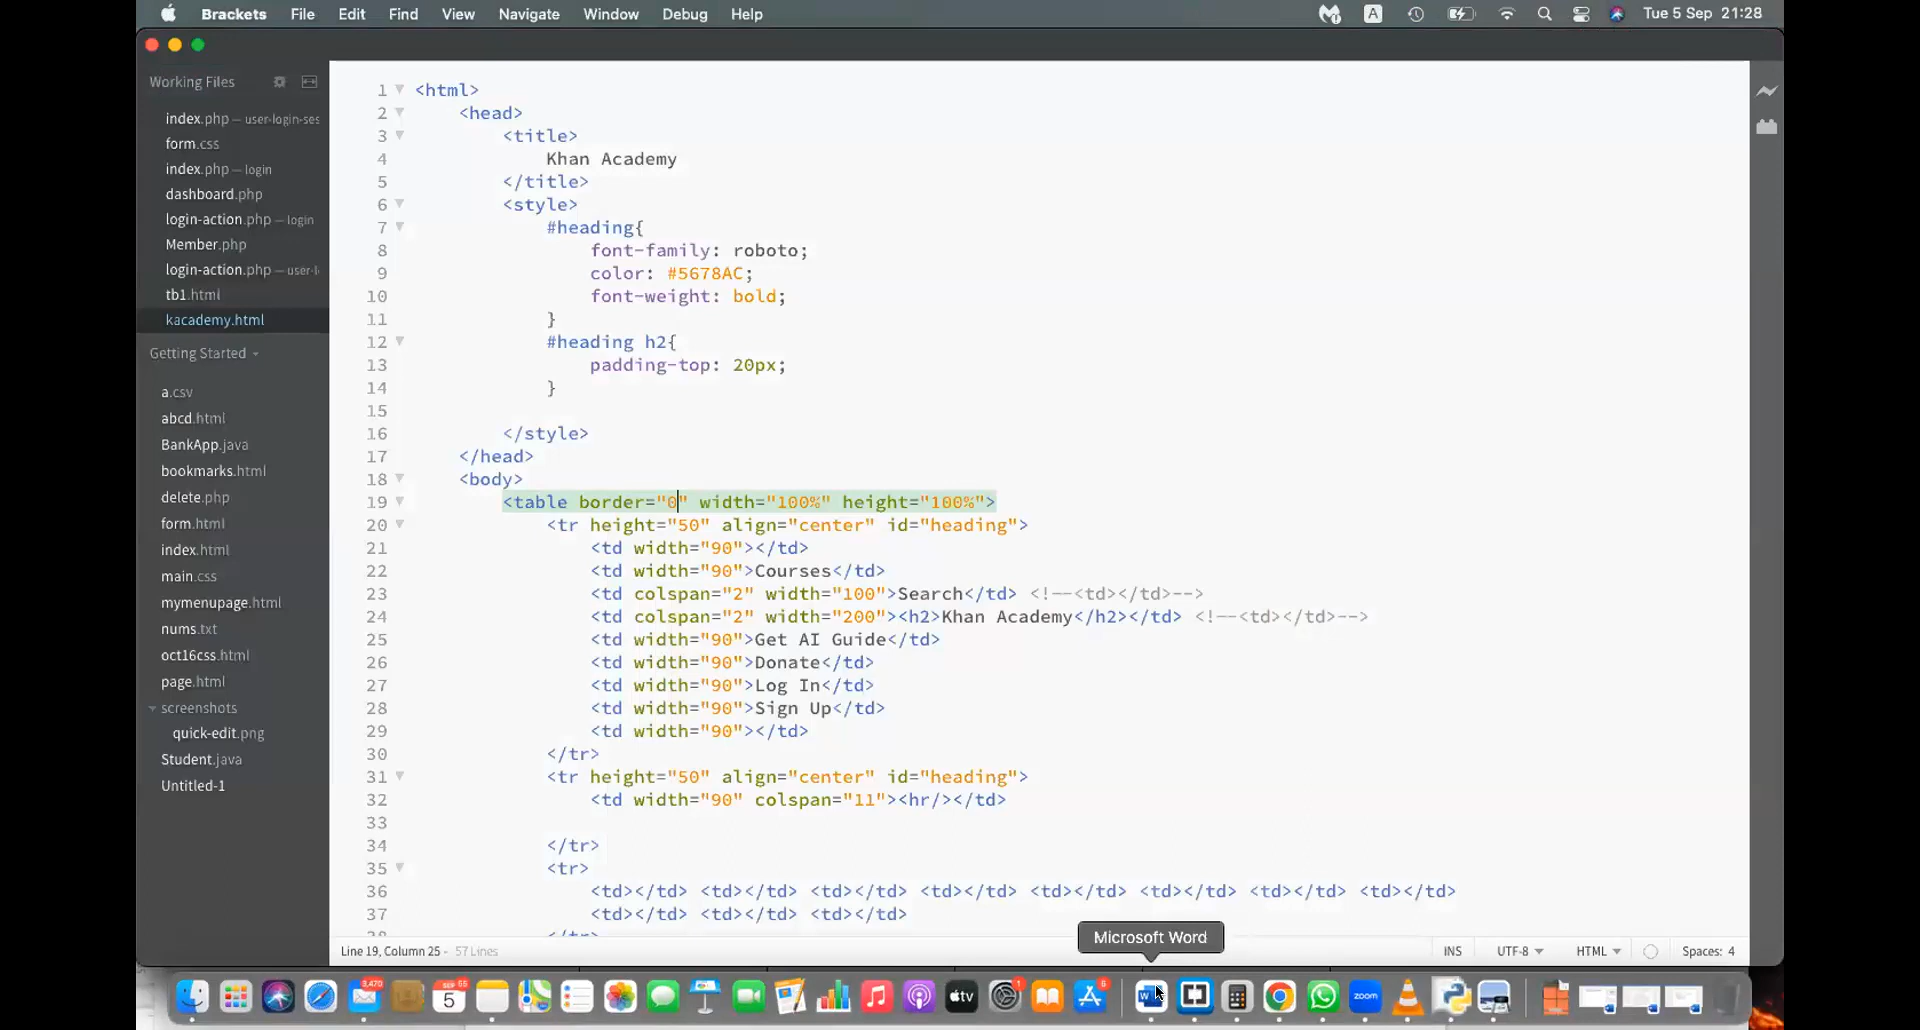 Brackets File Edit Find View Navigate Window Debug Help A Tue 5 Sep 21:28
Working Files
index.php — user-login-ses
form.css
index.php — login
dashboard.php
login-action.php — login
Member.php
login-action.php — user-l
tb1.html
kacademy.html
Getting Started
a.csv
abcd.html
BankApp.java
bookmarks.html
delete.php
form.html
index.html
main.css
mymenupage.html
nums.txt
oct16css.html
page.html
screenshots
quick-edit.png
Student.java
Untitled-1
1 <html>
2 <head>
3 <title>
4 Khan Academy
5 </title>
6 <style>
7 #heading{
8 font-family: roboto;
9 color: #5678AC;
10 font-weight: bold;
11 }
12 #heading h2{
13 padding-top: 20px;
14 }
15
16 </style>
17 </head>
18 <body>
19 <table border="0" width="100%" height="100%">
20 <tr height="50" align="center" id="heading">
21 <td width="90"></td>
22 <td width="90">Courses</td>
23 <td colspan="2" width="100">Search</td> <!--<td></td>-->
24 <td colspan="2" width="200"><h2>Khan Academy</h2></td> <!--<td></td>-->
25 <td width="90">Get AI Guide</td>
26 <td width="90">Donate</td>
27 <td width="90">Log In</td>
28 <td width="90">Sign Up</td>
29 <td width="90"></td>
30 </tr>
31 <tr height="50" align="center" id="heading">
32 <td width="90" colspan="11"><hr/></td>
33
34 </tr>
35 <tr>
36 <td></td> <td></td> <td></td> <td></td> <td></td> <td></td> <td></td> <td></td>
37 <td></td> <td></td> <td></td>
Microsoft Word
Line 19, Column 25 - 57 Lines INS UTF-8 HTML Spaces: 4
3,470
SEP
5
tv
1
6
W
zoom